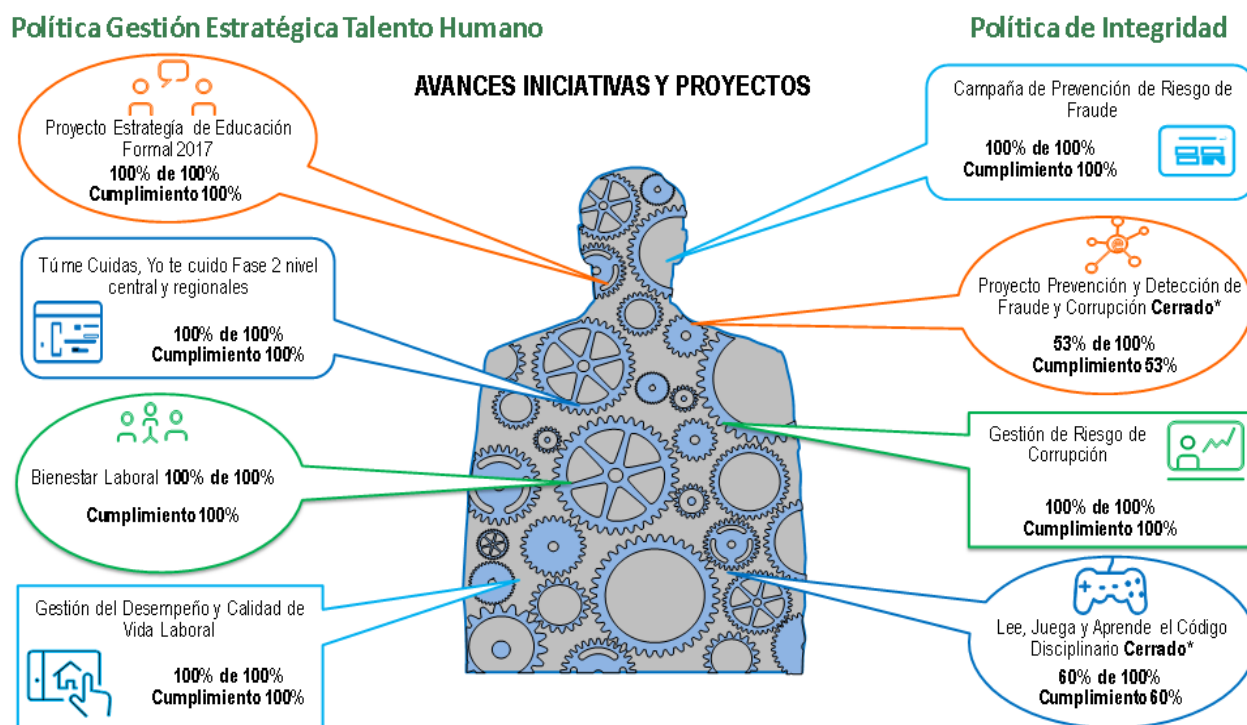 Política Gestión Estratégica Talento Humano
Política de Integridad
AVANCES INICIATIVAS Y PROYECTOS
Proyecto Estrategía de Educación
Formal 2017
100% de 100%
Cumplimiento 100%
Tú me Cuidas, Yo te cuido Fase 2 nivel
central y regionales
100% de 100%
Cumplimiento 100%
Bienestar Laboral 100% de 100%
Cumplimiento 100%
Gestión del Desempeño y Calidad de
Vida Laboral
100% de 100%
Cumplimiento 100%
Campaña de Prevención de Riesgo de
Fraude
100% de 100%
Cumplimiento 100%
Proyecto Prevención y Detección de
Fraude y Corrupción Cerrado*
53% de 100%
Cumplimiento 53%
Gestión de Riesgo de
Corrupción
100% de 100%
Cumplimiento 100%
Lee, Juega y Aprende el Código
Disciplinario Cerrado*
60% de 100%
Cumplimiento 60%